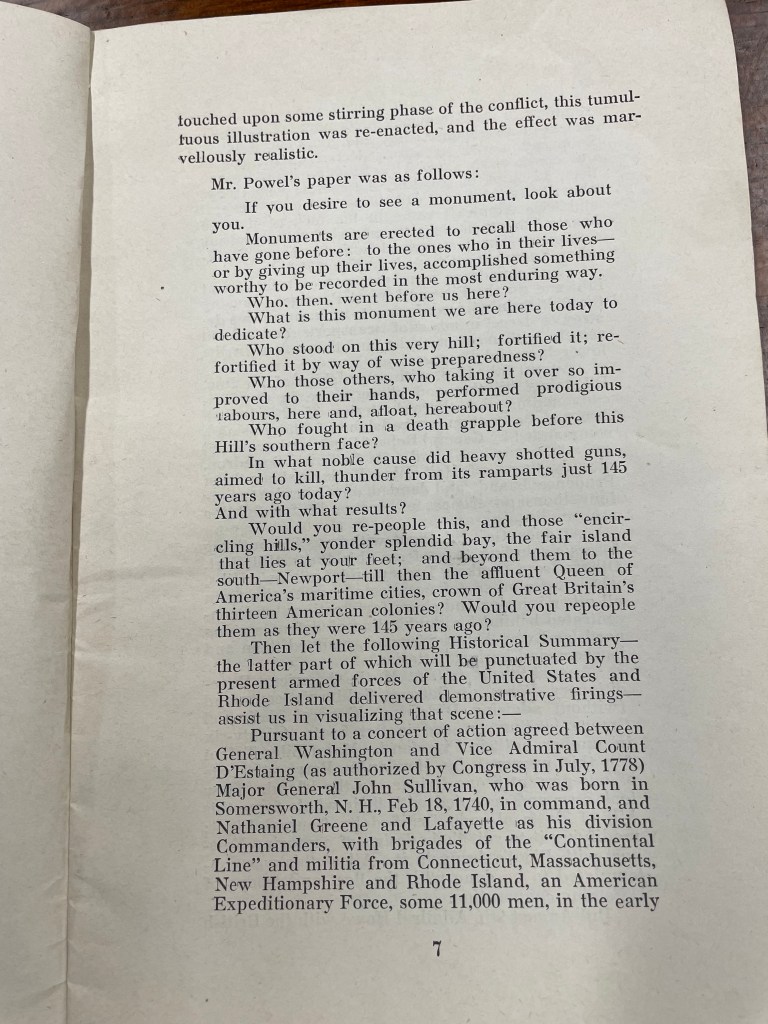 touched upon some stirring phase of the conflict, this tumul-
tuous illustration was re-enacted, and the effect was mar-
vellously realistic.
Mr. Powel's paper was as follows:
If you desire to see a monument, look about
you.
Monuments are erected to recall those who
have gone before: to the ones who in their lives—
or by giving up their lives, accomplished something
worthy to be recorded in the most enduring way.
Who, then, went before us here?
What is this monument we are here today to
dedicate?
Who stood on this very hill; fortified it; re-
fortified it by way of wise preparedness?
Who those others, who taking it over so im-
proved to their hands, performed prodigious
labours, here and, afloat, hereabout?
Who fought in a death grapple before this
Hill's southern face?
In what noble cause did heavy shotted guns,
aimed to kill, thunder from its ramparts just 145
years ago today?
And with what results?
Would you re-people this, and those "encir-
cling hills," yonder splendid bay, the fair island
that lies at your feet; and beyond them to the
south—Newport—till then the affluent Queen of
America's maritime cities, crown of Great Britain's
thirteen American colonies? Would you repeople
them as they were 145 years ago?
Then let the following Historical Summary—
the latter part of which will be punctuated by the
present armed forces of the United States and
Rhode Island delivered demonstrative firings—
assist us in visualizing that scene:—
Pursuant to a concert of action agreed between
General Washington and Vice Admiral Count
D'Estaing (as authorized by Congress in July, 1778)
Major General John Sullivan, who was born in
Somersworth, N. H., Feb 18, 1740, in command, and
Nathaniel Greene and Lafayette as his division
Commanders, with brigades of the "Continental
Line" and militia from Connecticut, Massachusetts,
New Hampshire and Rhode Island, an American
Expeditionary Force, some 11,000 men, in the early
7